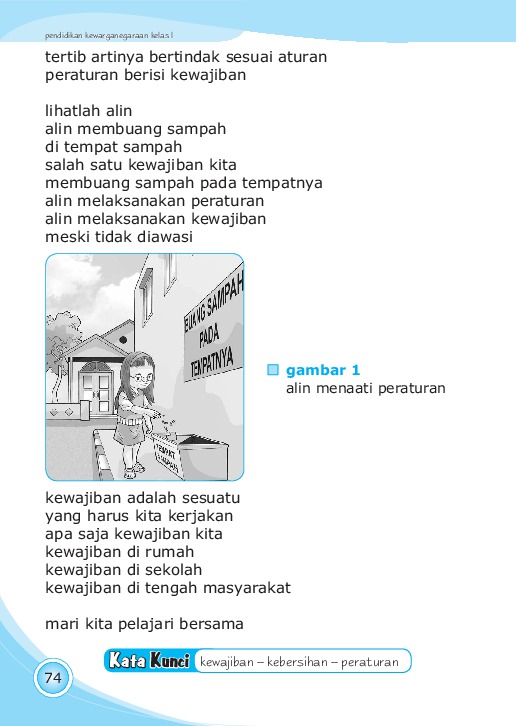 pendidikan kewarganegaraan kelas I
tertib artinya bertindak sesuai aturan
peraturan berisi kewajiban
lihatlah alin
alin membuang sampah
di tempat sampah
salah satu kewajiban kita
membuang sampah pada tempatnya
alin melaksanakan peraturan
alin melaksanakan kewajiban
meski tidak diawasi
BUANG SAMPAH
PADA
TEMPATNYA
TEMPAT
SAMPAH
gambar 1
alin menaati peraturan
kewajiban adalah sesuatu
yang harus kita kerjakan
apa saja kewajiban kita
kewajiban di rumah
kewajiban di sekolah
kewajiban di tengah masyarakat
mari kita pelajari bersama
Kata Kunci kewajiban – kebersihan – peraturan
74